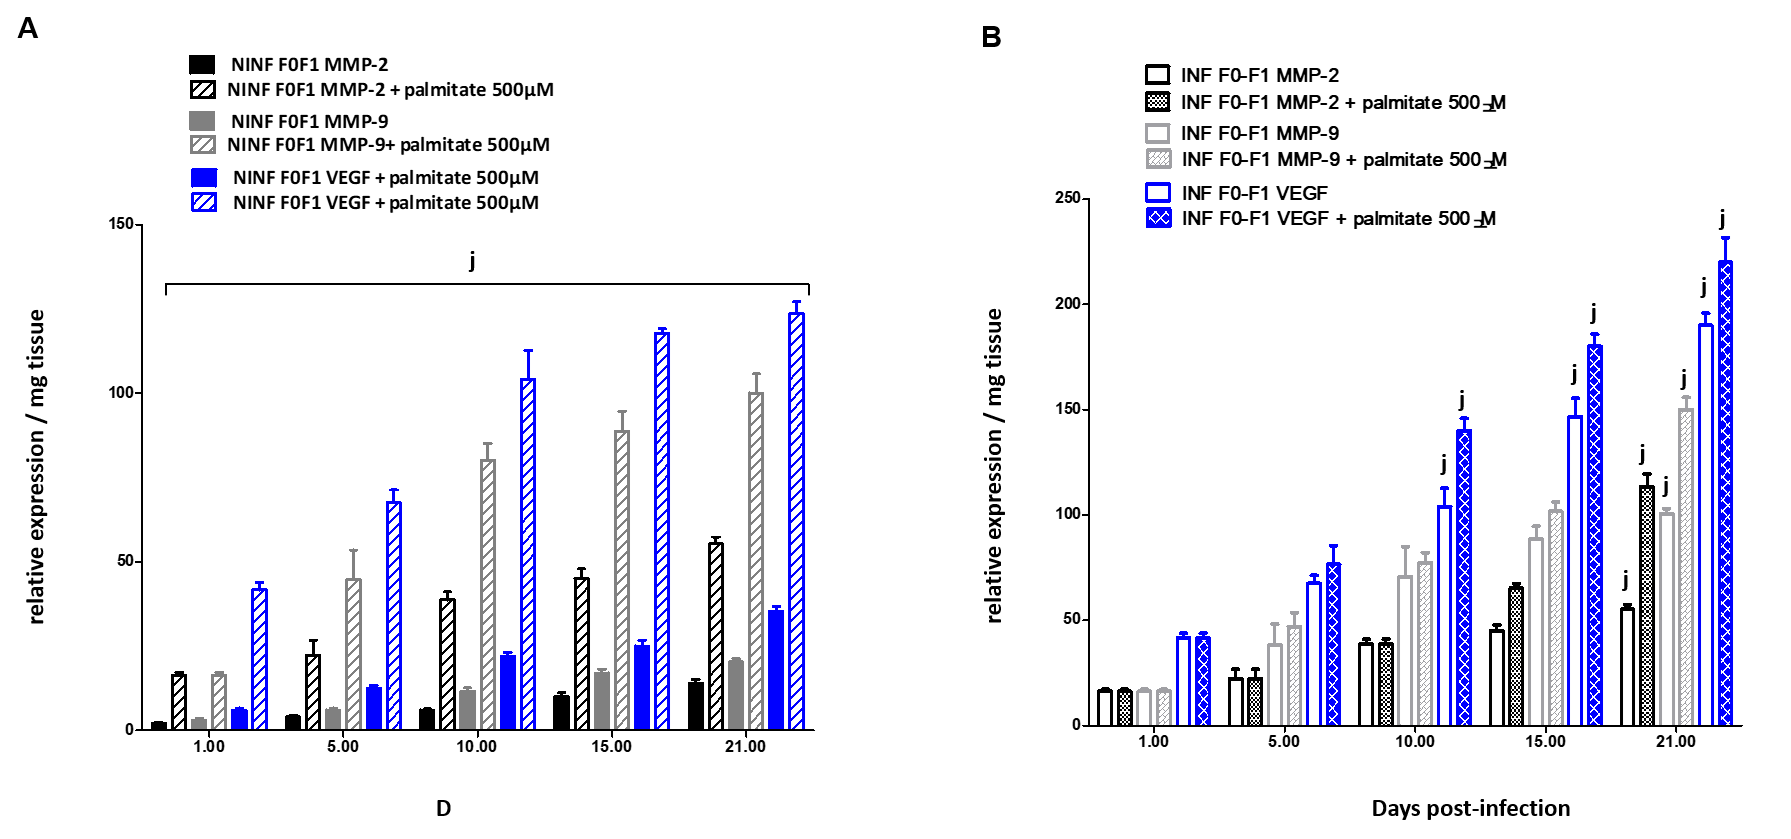 A
NINF F0F1 MMP-2
NINF F0F1 MMP-2 + palmitate 500µM
NINF F0F1 MMP-9
NINF F0F1 MMP-9+ palmitate 500µM
NINF F0F1 VEGF + palmitate 500µM
NINF F0F1 VEGF + palmitate 500µM
relative expression / mg tissue
150
100
50
0
j
1.00 5.00 10.00 15.00 21.00
D
B
INF F0-F1 MMP-2
INF F0-F1 MMP-2 + palmitate 500 M
INF F0-F1 MMP-9
INF F0-F1 MMP-9 + palmitate 500 M
INF F0-F1 VEGF
INF F0-F1 VEGF + palmitate 500 M
relative expression / mg tissue
250
200
150
100
50
0
j j
j j
j j j j j j
1.00 5.00 10.00 15.00 21.00
Days post-infection